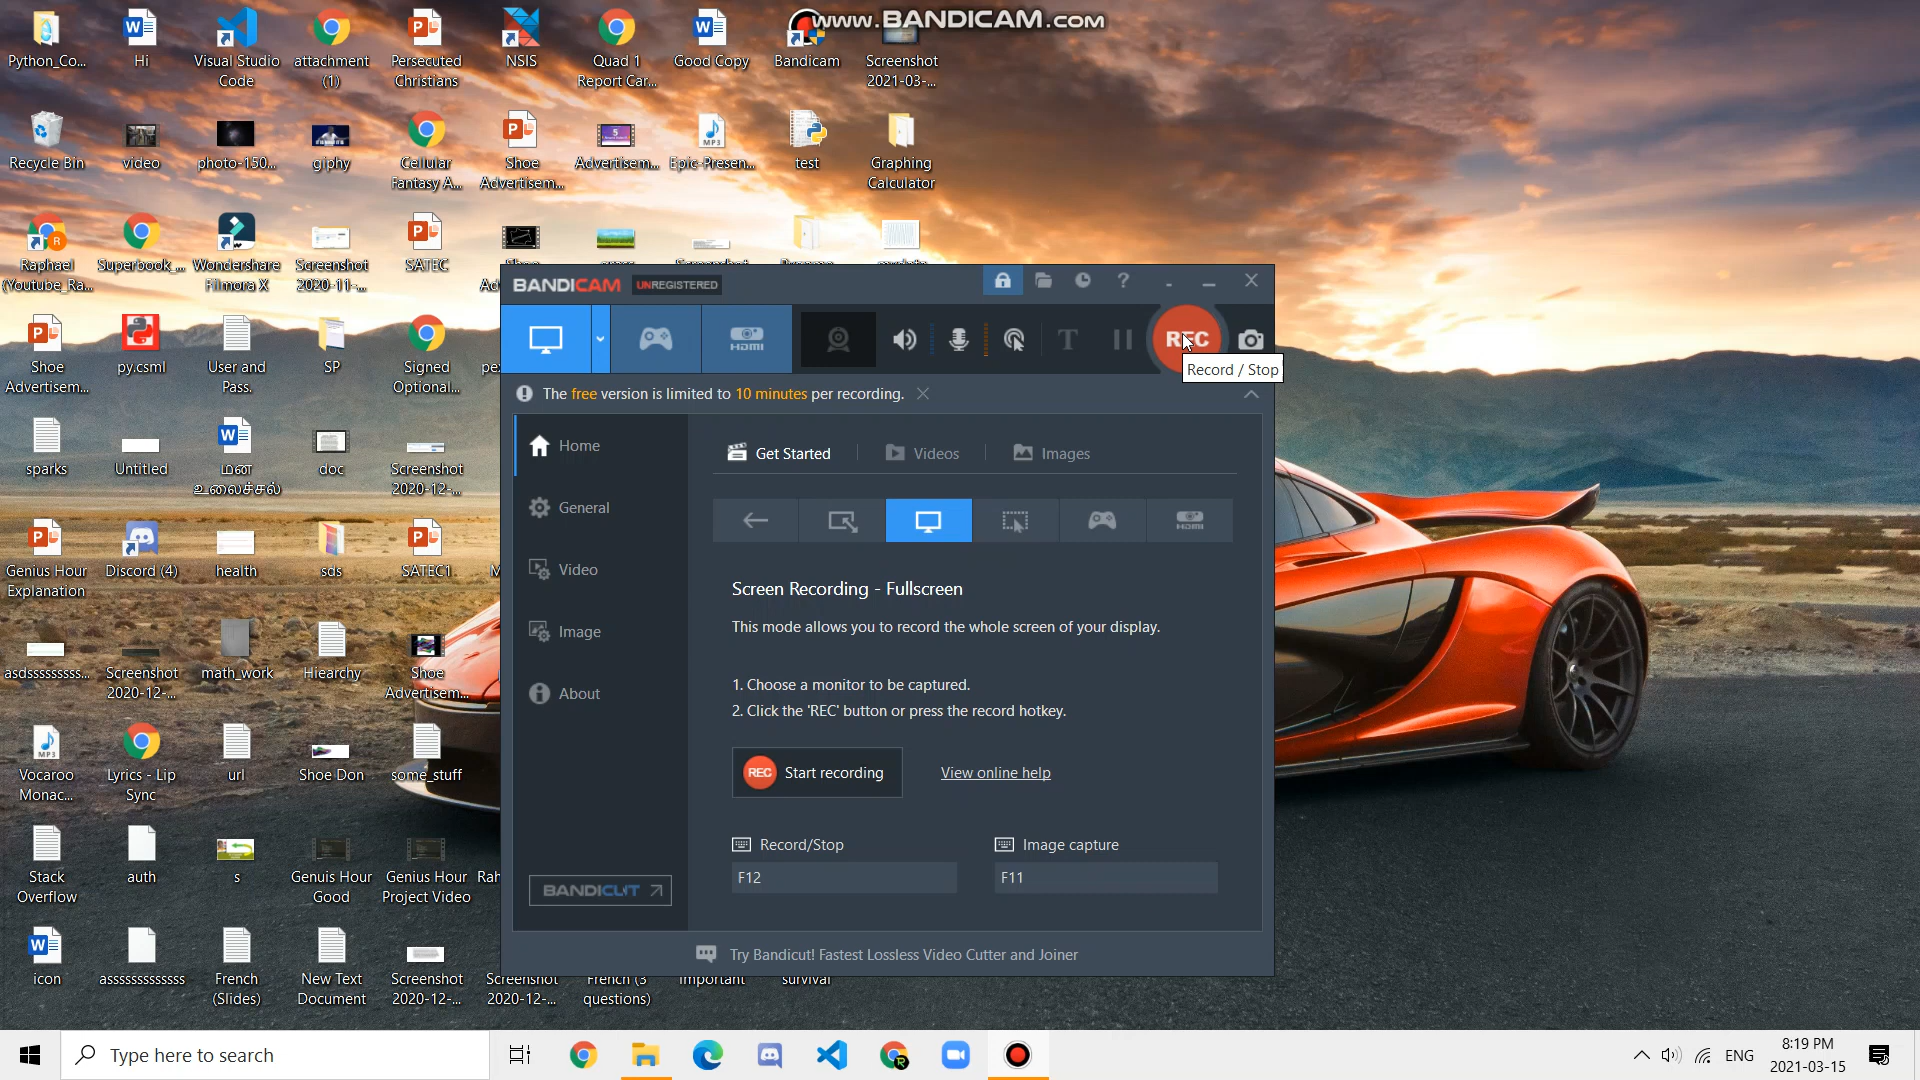 www.BANDICAM.com
Python_Co...
Hi
Visual Studio
Code
attachment
(1)
Persecuted
Christians
NSIS
Quad 1
Report Car...
Good Copy
Bandicam
Screenshot
2021-03-...
Recycle Bin
video
photo-150...
giphy
Cellular
Fantasy A...
Shoe
Advertisem...
Advertisem...
Epic-Presen...
test
Graphing
Calculator
Raphael
(Youtube_Ra...
Superbook_...
Wondershare
Filmora X
Screenshot
2020-11-...
SATEC
BANDICAM
UNREGISTERED
HDMI
T
REC
Record / Stop
The free version is limited to 10 minutes per recording.
Shoe
Advertisem...
py.csml
User and
Pass.
SP
Signed
Optional...
Home
Get Started
Videos
Images
sparks
Untitled
மன
உலைச்சல்
doc
Screenshot
2020-12-...
General
HDMI
Genius Hour
Explanation
Discord (4)
health
sds
SATEC1
Video
Screen Recording - Fullscreen
This mode allows you to record the whole screen of your display.
Image
asdsssssssss...
Screenshot
2020-12-...
math_work
Hiearchy
Shoe
Advertisem...
About
1. Choose a monitor to be captured.
2. Click the 'REC' button or press the record hotkey.
Vocaroo
Monac...
Lyrics - Lip
Sync
url
Shoe Don
some_stuff
REC
Start recording
View online help
Stack
Overflow
auth
s
Genuis Hour
Good
Genius Hour
Project Video
Record/Stop
Image capture
F12
F11
BANDICUT
icon
asssssssssssss
French
(Slides)
New Text
Document
Screenshot
2020-12-...
Screenshot
2020-12-...
French (3
questions)
important
survival
Try Bandicut! Fastest Lossless Video Cutter and Joiner
Type here to search
ENG
8:19 PM
2021-03-15